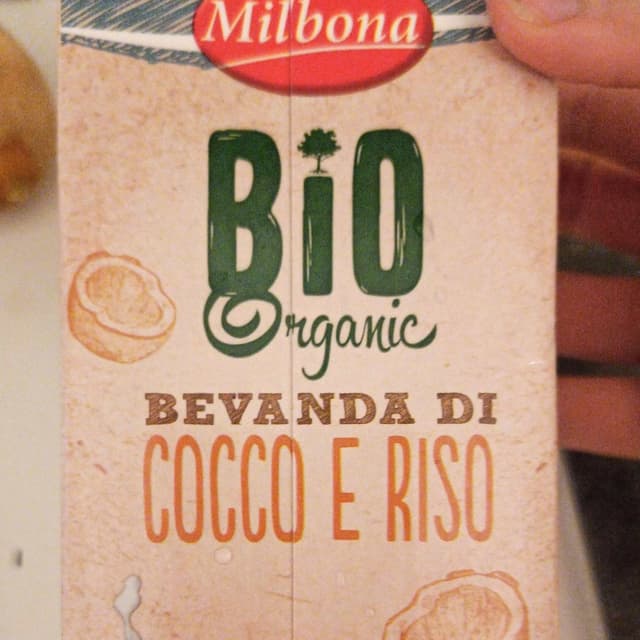 Milbona
BiO
Organic
BEVANDA DI
COCCO E RISO